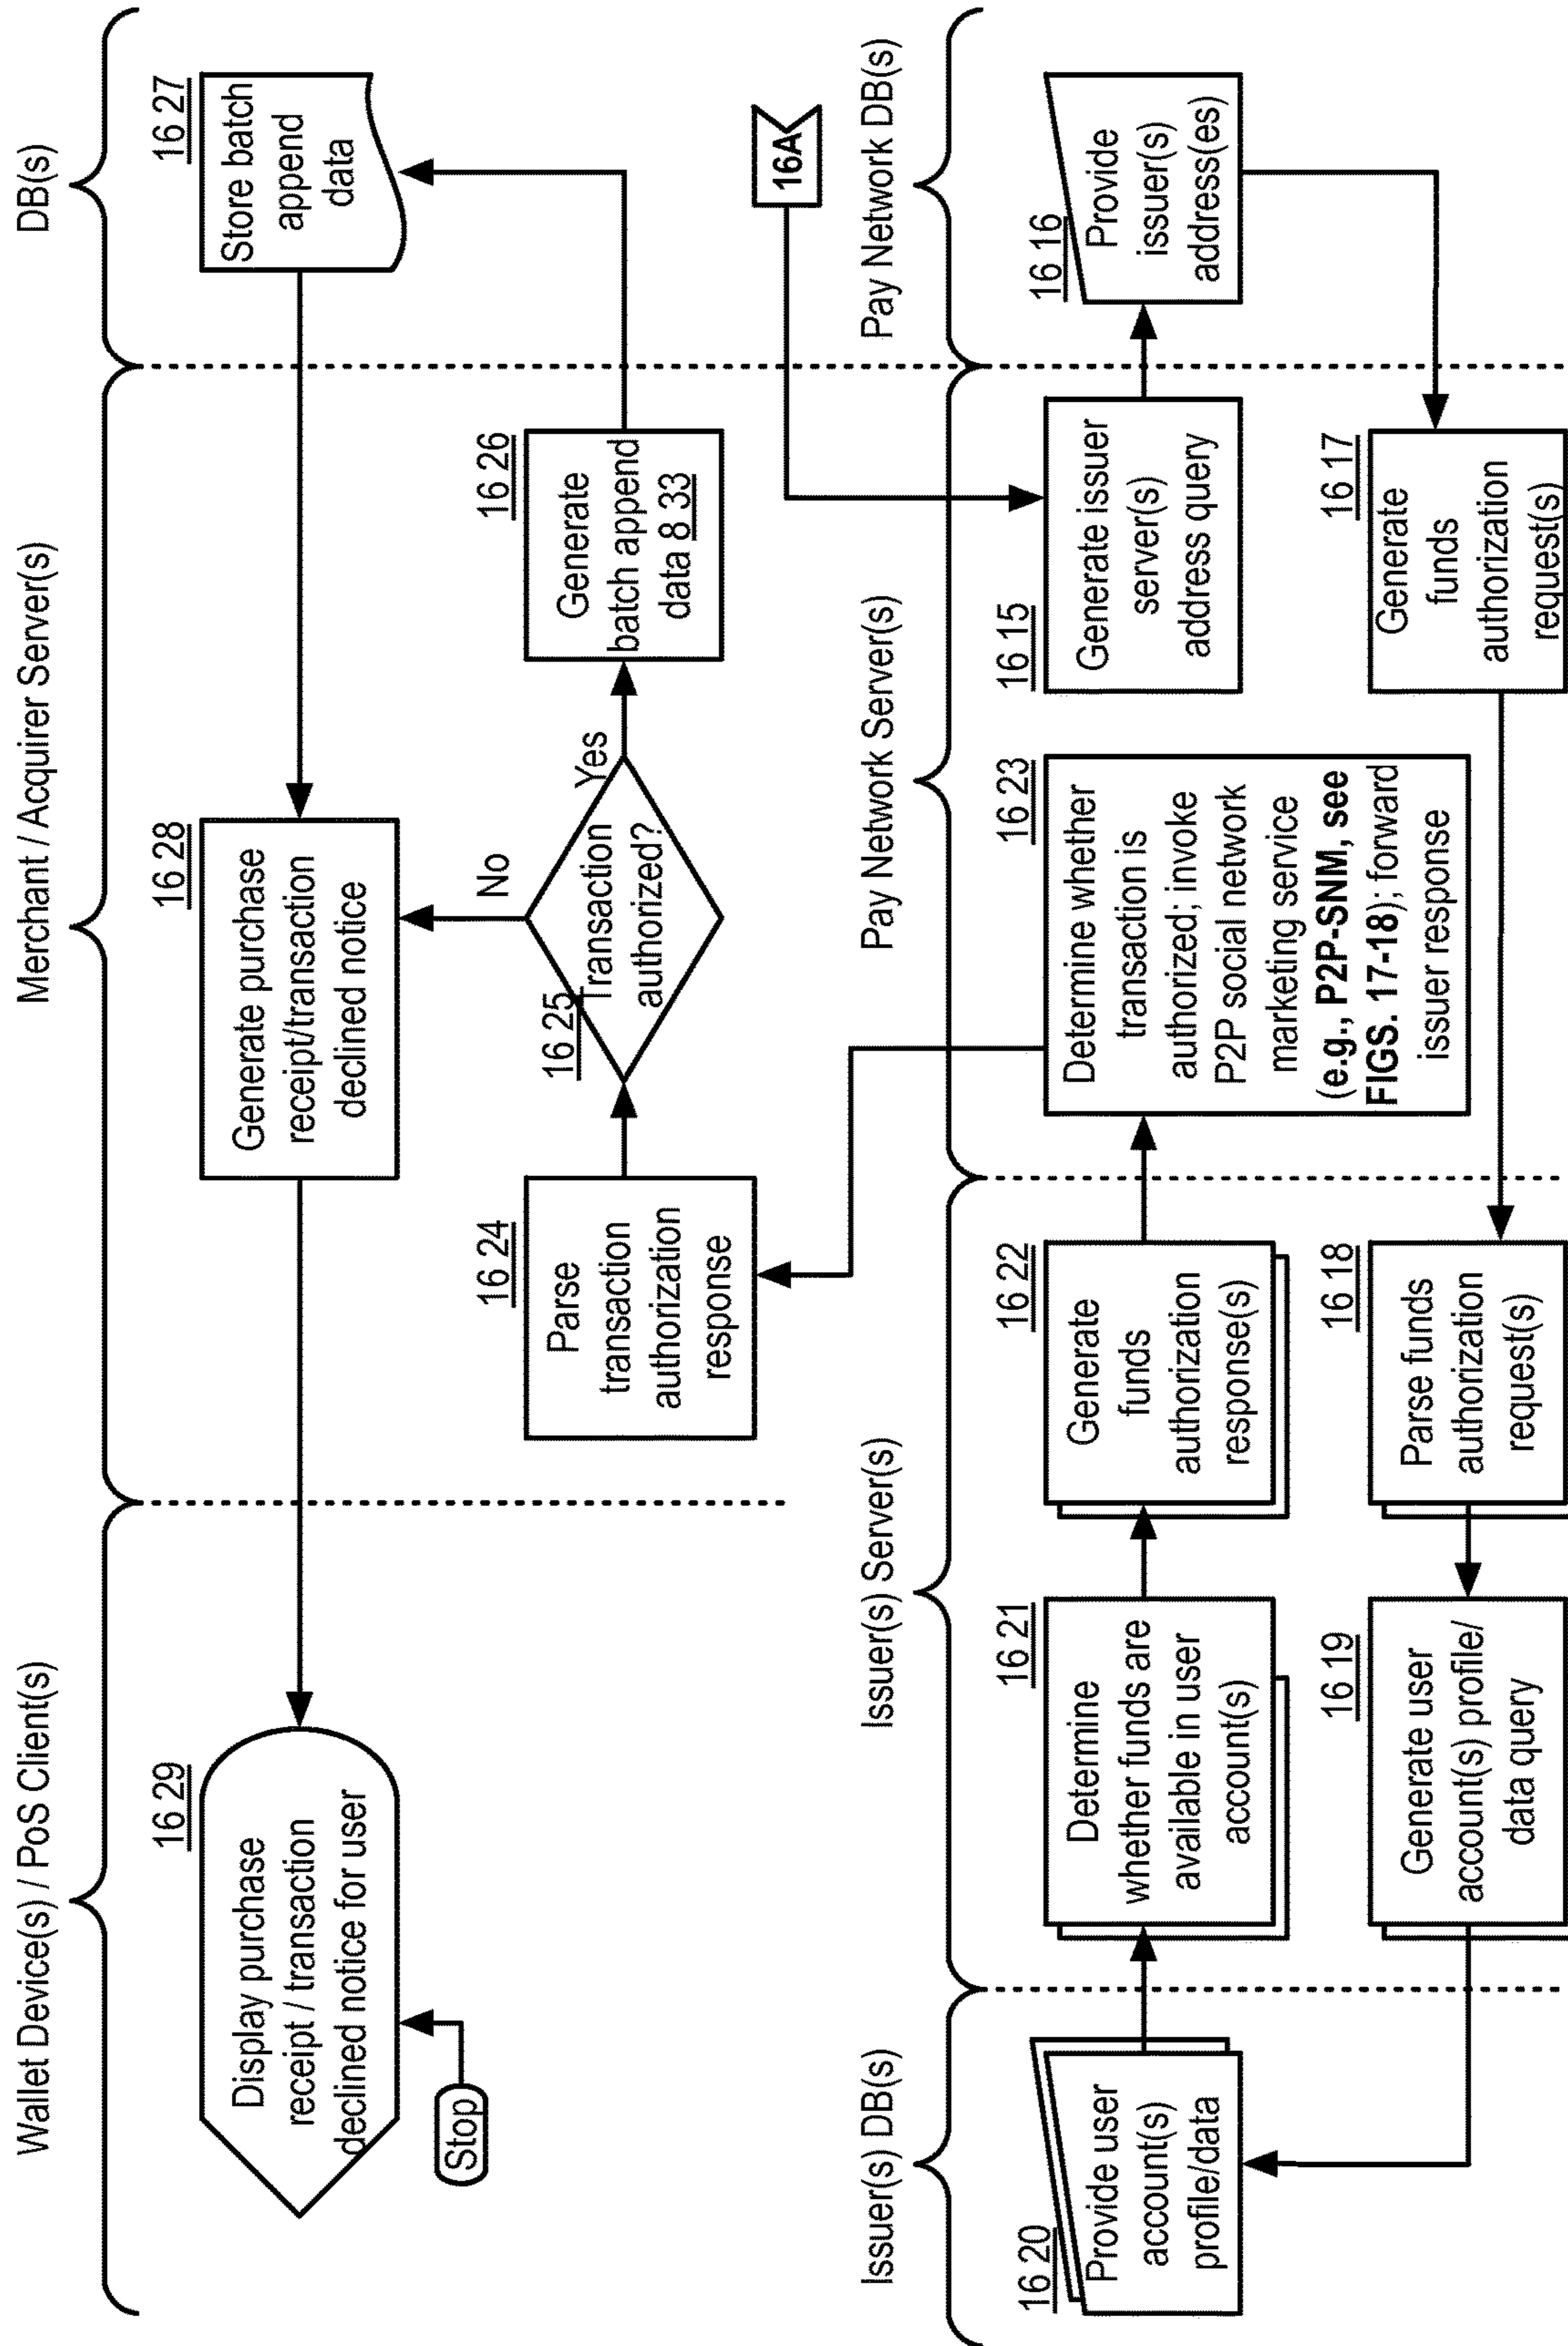 Wallet Device(s) / PoS Client(s)
Merchant / Acquirer Server(s)
DB(s)
16 29
Display purchase
receipt / transaction
declined notice for user
Stop
16 28
Generate purchase
receipt/transaction
declined notice
16 27
Store batch
append
data
16 24
Parse
transaction
authorization
response
16 25
Transaction
authorized?
No
Yes
16 26
Generate
batch append
data 8 33
16A
Issuer(s) DB(s)
Issuer(s) Server(s)
Pay Network Server(s)
Pay Network DB(s)
16 20
Provide user
account(s)
profile/data
16 21
Determine
whether funds are
available in user
account(s)
16 22
Generate
funds
authorization
response(s)
16 23
Determine whether
transaction is
authorized; invoke
P2P social network
marketing service
(e.g., P2P-SNM, see
FIGS. 17-18); forward
issuer response
16 15
Generate issuer
server(s)
address query
16 16
Provide
issuer(s)
address(es)
16 19
Generate user
account(s) profile/
data query
16 18
Parse funds
authorization
request(s)
16 17
Generate
funds
authorization
request(s)